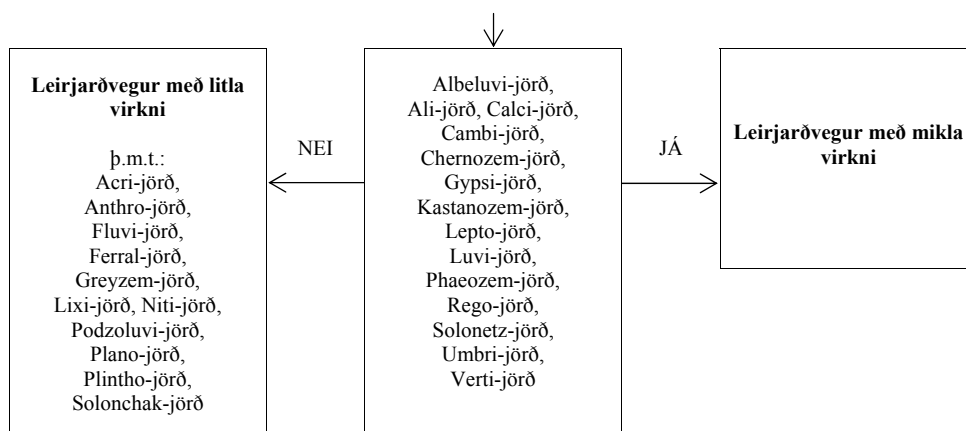 Leirjarðvegur með litla
virkni
þ.m.t.:
Acri-jörð,
Anthro-jörð,
Fluvi-jörð,
Ferral-jörð,
Greyzem-jörð,
Lixi-jörð, Niti-jörð,
Podzoluvi-jörð,
Plano-jörð,
Plintho-jörð,
Solonchak-jörð
NEI
Albeluvi-jörð,
Ali-jörð, Calci-jörð,
Cambi-jörð,
Chernozem-jörð,
Gypsi-jörð,
Kastanozem-jörð,
Lepto-jörð,
Luvi-jörð,
Phaeozem-jörð,
Rego-jörð,
Solonetz-jörð,
Umbri-jörð,
Verti-jörð
JÁ
Leirjarðvegur með mikla
virkni